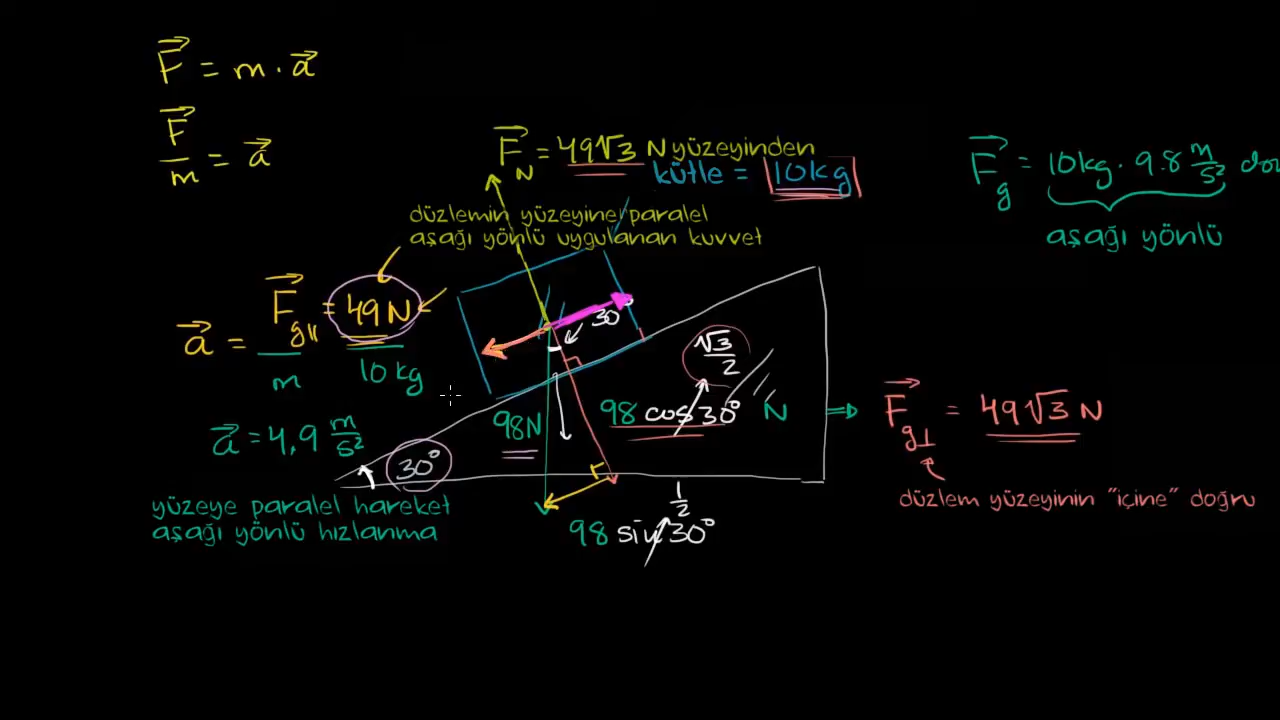 F = m · a
F/m = a
F_N = 49√3 N yüzeyinden
kütle = 10kg
F_g = 10kg · 9.8 m/s²
aşağı yönlü
düzlemin yüzeyine paralel
aşağı yönlü uygulanan kuvvet
F_g|| = 49N
a = __/m 10 kg
30
√3/2
98N
98 cos 30° N ⇒ F_g⊥ = 49√3 N
a = 4,9 m/s²
30°
düzlem yüzeyinin "içine" doğru
yüzeye paralel hareket
aşağı yönlü hızlanma
1/2
98 sin 30°